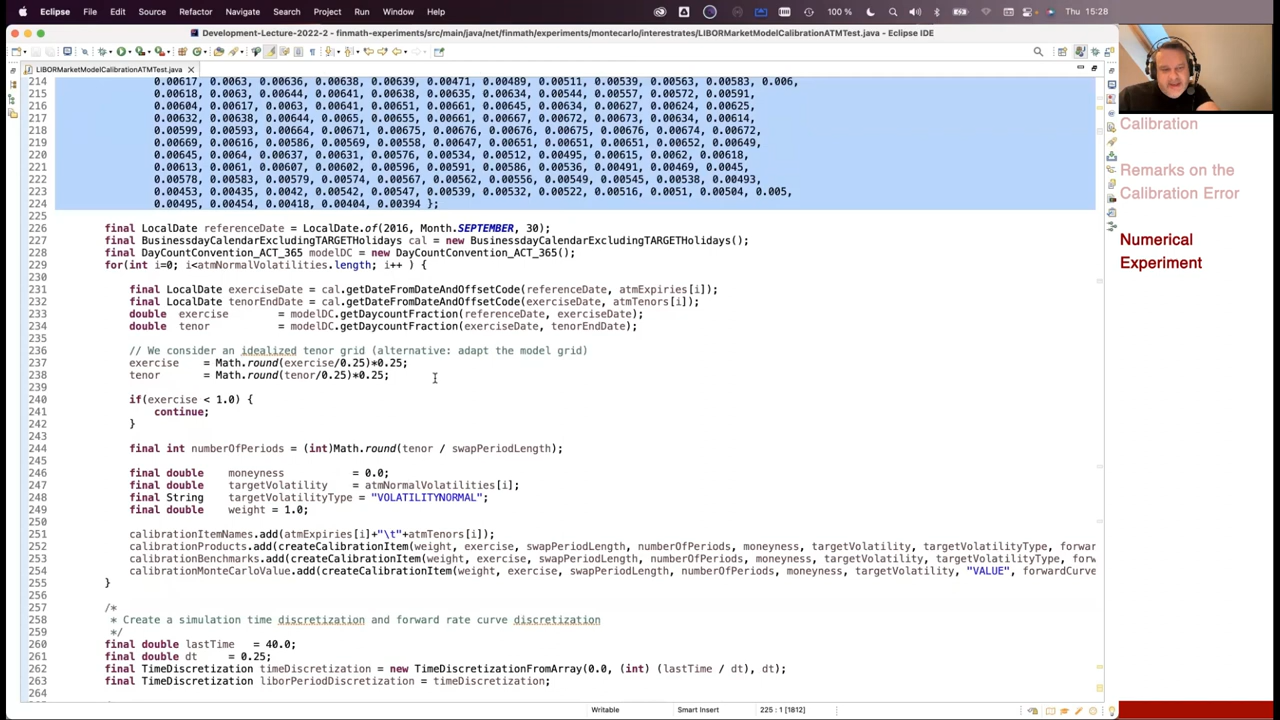 Eclipse File Edit Source Refactor Navigate Search Project Run Window Help
100 % Thu 15:28
Development-Lecture-2022-2 - finmath-experiments/src/main/java/net/finmath/experiments/montecarlo/interestrates/LIBORMarketModelCalibrationATMTest.java - Eclipse IDE
LIBORMarketModelCalibrationATMTest.java
214 0.00617, 0.0063, 0.00636, 0.00638, 0.00639, 0.00471, 0.00489, 0.00511, 0.00539, 0.00563, 0.00583, 0.006,
215 0.00618, 0.0063, 0.00644, 0.00641, 0.00638, 0.00635, 0.00634, 0.00544, 0.00557, 0.00572, 0.00591,
216 0.00604, 0.00617, 0.0063, 0.00641, 0.00648, 0.00661, 0.00645, 0.00634, 0.00627, 0.00624, 0.00625,
217 0.00632, 0.00638, 0.00644, 0.0065, 0.00655, 0.00661, 0.00667, 0.00672, 0.00673, 0.00634, 0.00614,
218 0.00599, 0.00593, 0.00664, 0.00671, 0.00675, 0.00676, 0.00676, 0.00675, 0.00676, 0.00674, 0.00672,
219 0.00669, 0.00616, 0.00586, 0.00569, 0.00558, 0.00647, 0.00651, 0.00651, 0.00651, 0.00652, 0.00649,
220 0.00645, 0.0064, 0.00637, 0.00631, 0.00576, 0.00534, 0.00512, 0.00495, 0.00615, 0.0062, 0.00618,
221 0.00613, 0.0061, 0.00607, 0.00602, 0.00596, 0.00591, 0.00586, 0.00536, 0.00491, 0.00469, 0.0045,
222 0.00578, 0.00583, 0.00579, 0.00574, 0.00567, 0.00562, 0.00556, 0.00549, 0.00545, 0.00538, 0.00493,
223 0.00453, 0.00435, 0.0042, 0.00542, 0.00547, 0.00539, 0.00532, 0.00522, 0.00516, 0.0051, 0.00504, 0.005,
224 0.00495, 0.00454, 0.00418, 0.00404, 0.00394 };
225
226 final LocalDate referenceDate = LocalDate.of(2016, Month.SEPTEMBER, 30);
227 final BusinessdayCalendarExcludingTARGETHolidays cal = new BusinessdayCalendarExcludingTARGETHolidays();
228 final DayCountConvention_ACT_365 modelDC = new DayCountConvention_ACT_365();
229 for(int i=0; i<atmNormalVolatilities.length; i++ ) {
230
231 final LocalDate exerciseDate = cal.getDateFromDateAndOffsetCode(referenceDate, atmExpiries[i]);
232 final LocalDate tenorEndDate = cal.getDateFromDateAndOffsetCode(exerciseDate, atmTenors[i]);
233 double exercise = modelDC.getDaycountFraction(referenceDate, exerciseDate);
234 double tenor = modelDC.getDaycountFraction(exerciseDate, tenorEndDate);
235
236 // We consider an idealized tenor grid (alternative: adapt the model grid)
237 exercise = Math.round(exercise/0.25)*0.25;
238 tenor = Math.round(tenor/0.25)*0.25;
239
240 if(exercise < 1.0) {
241 continue;
242 }
243
244 final int numberOfPeriods = (int)Math.round(tenor / swapPeriodLength);
245
246 final double moneyness = 0.0;
247 final double targetVolatility = atmNormalVolatilities[i];
248 final String targetVolatilityType = "VOLATILITYNORMAL";
249 final double weight = 1.0;
250
251 calibrationItemNames.add(atmExpiries[i]+"\t"+atmTenors[i]);
252 calibrationProducts.add(createCalibrationItem(weight, exercise, swapPeriodLength, numberOfPeriods, moneyness, targetVolatility, targetVolatilityType, forwar
253 calibrationBenchmarks.add(createCalibrationItem(weight, exercise, swapPeriodLength, numberOfPeriods, moneyness, targetVolatility, targetVolatilityType, forw
254 calibrationMonteCarloValue.add(createCalibrationItem(weight, exercise, swapPeriodLength, numberOfPeriods, moneyness, targetVolatility, "VALUE", forwardCurve
255 }
256
257 /*
258 * Create a simulation time discretization and forward rate curve discretization
259 */
260 final double lastTime = 40.0;
261 final double dt = 0.25;
262 final TimeDiscretization timeDiscretization = new TimeDiscretizationFromArray(0.0, (int) (lastTime / dt), dt);
263 final TimeDiscretization liborPeriodDiscretization = timeDiscretization;
264
Writable Smart Insert 225 : 1 [1812]
Calibration
Remarks on the
Calibration Error
Numerical
Experiment